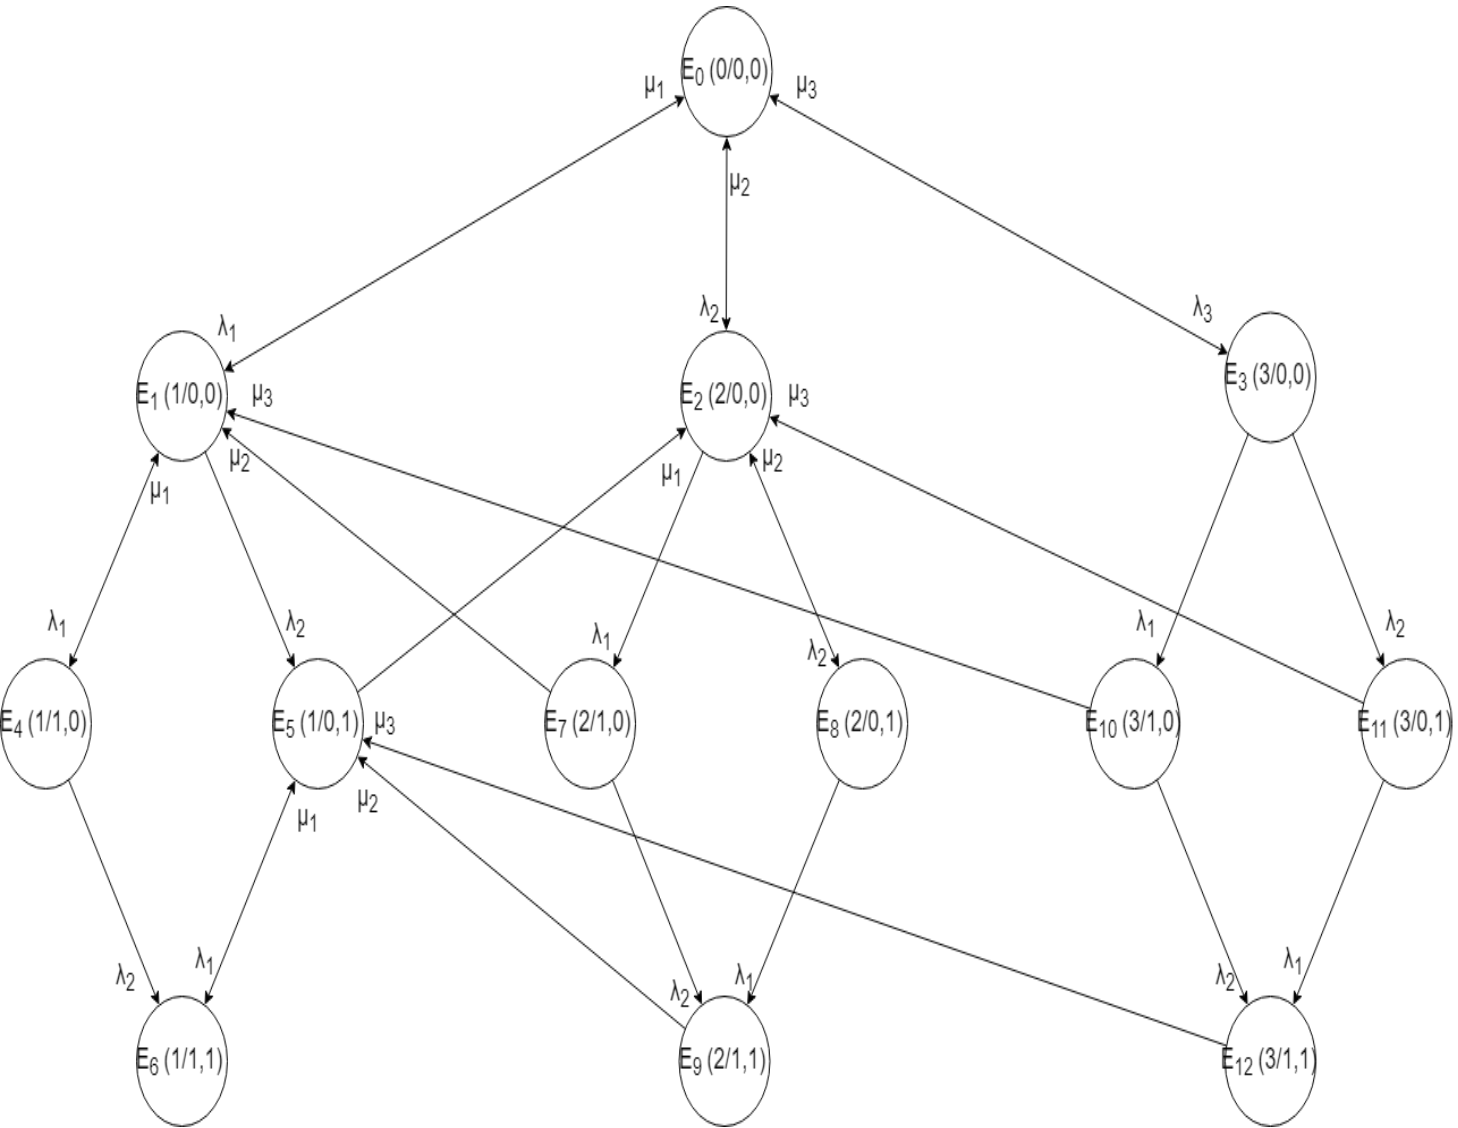 E₀ (0/0,0)
μ₁
μ₃
μ₂
λ₁
λ₂
λ₃
E₁ (1/0,0)
μ₃
E₂ (2/0,0)
μ₃
E₃ (3/0,0)
μ₂
μ₁
μ₁
μ₂
λ₁
λ₂
λ₁
λ₂
λ₁
λ₂
E₄ (1/1,0)
E₅ (1/0,1)
μ₃
E₇ (2/1,0)
E₈ (2/0,1)
E₁₀ (3/1,0)
E₁₁ (3/0,1)
μ₂
μ₁
λ₂
λ₁
λ₂
λ₁
λ₂
λ₁
E₆ (1/1,1)
E₉ (2/1,1)
E₁₂ (3/1,1)